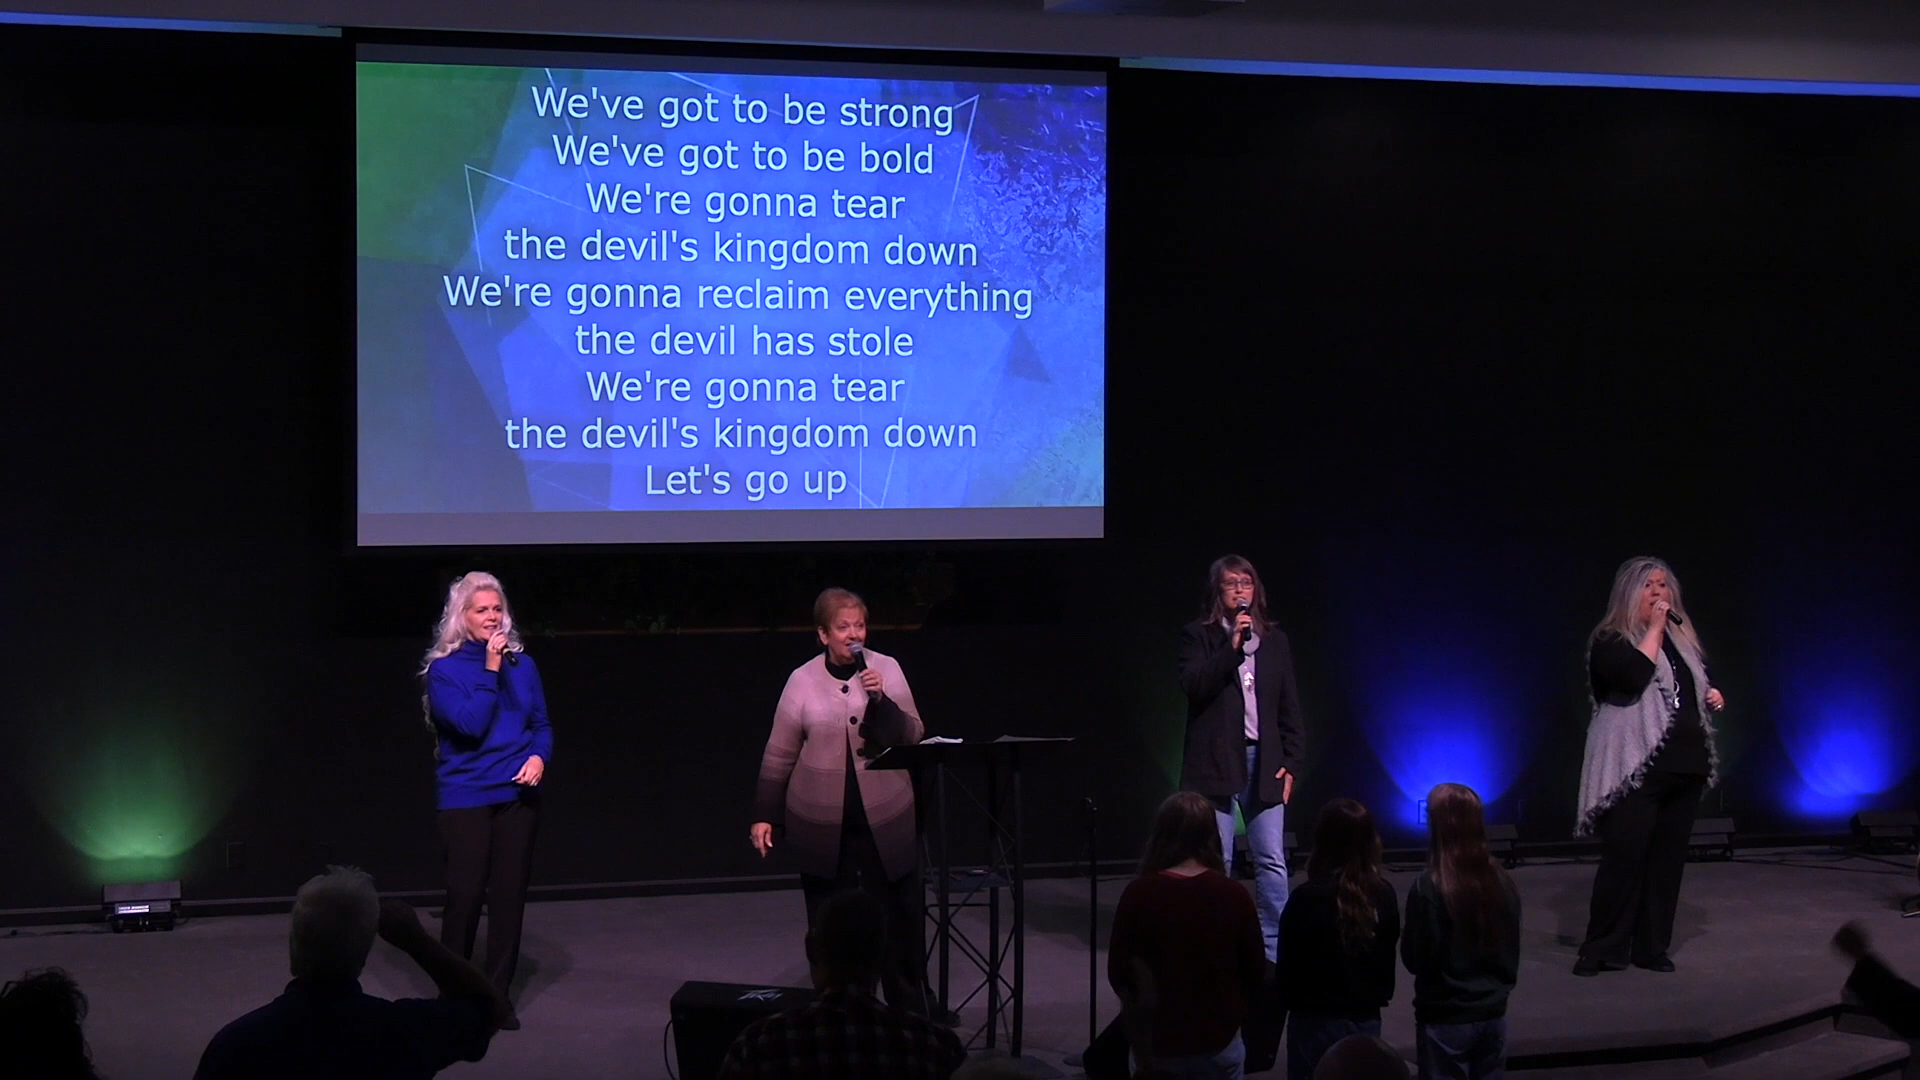 We've got to be strong
We've got to be bold
We're gonna tear
the devil's kingdom down
We're gonna reclaim everything
the devil has stole
We're gonna tear
the devil's kingdom down
Let's go up